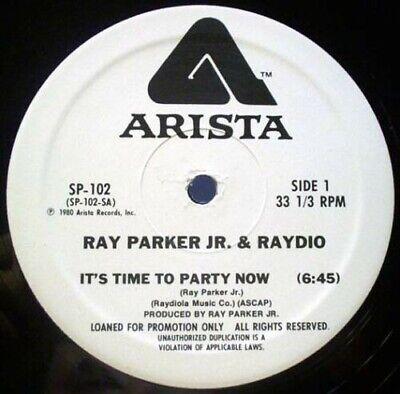 TM
ARISTA
SP-102
(SP-102-SA)
Ⓟ 1980 Arista Records, Inc.
SIDE 1
33 1/3 RPM
RAY PARKER JR. & RAYDIO
IT'S TIME TO PARTY NOW (6:45)
(Ray Parker Jr.)
(Raydiola Music Co.) (ASCAP)
PRODUCED BY RAY PARKER JR.
LOANED FOR PROMOTION ONLY ALL RIGHTS RESERVED.
UNAUTHORIZED DUPLICATION IS A
VIOLATION OF APPLICABLE LAWS.